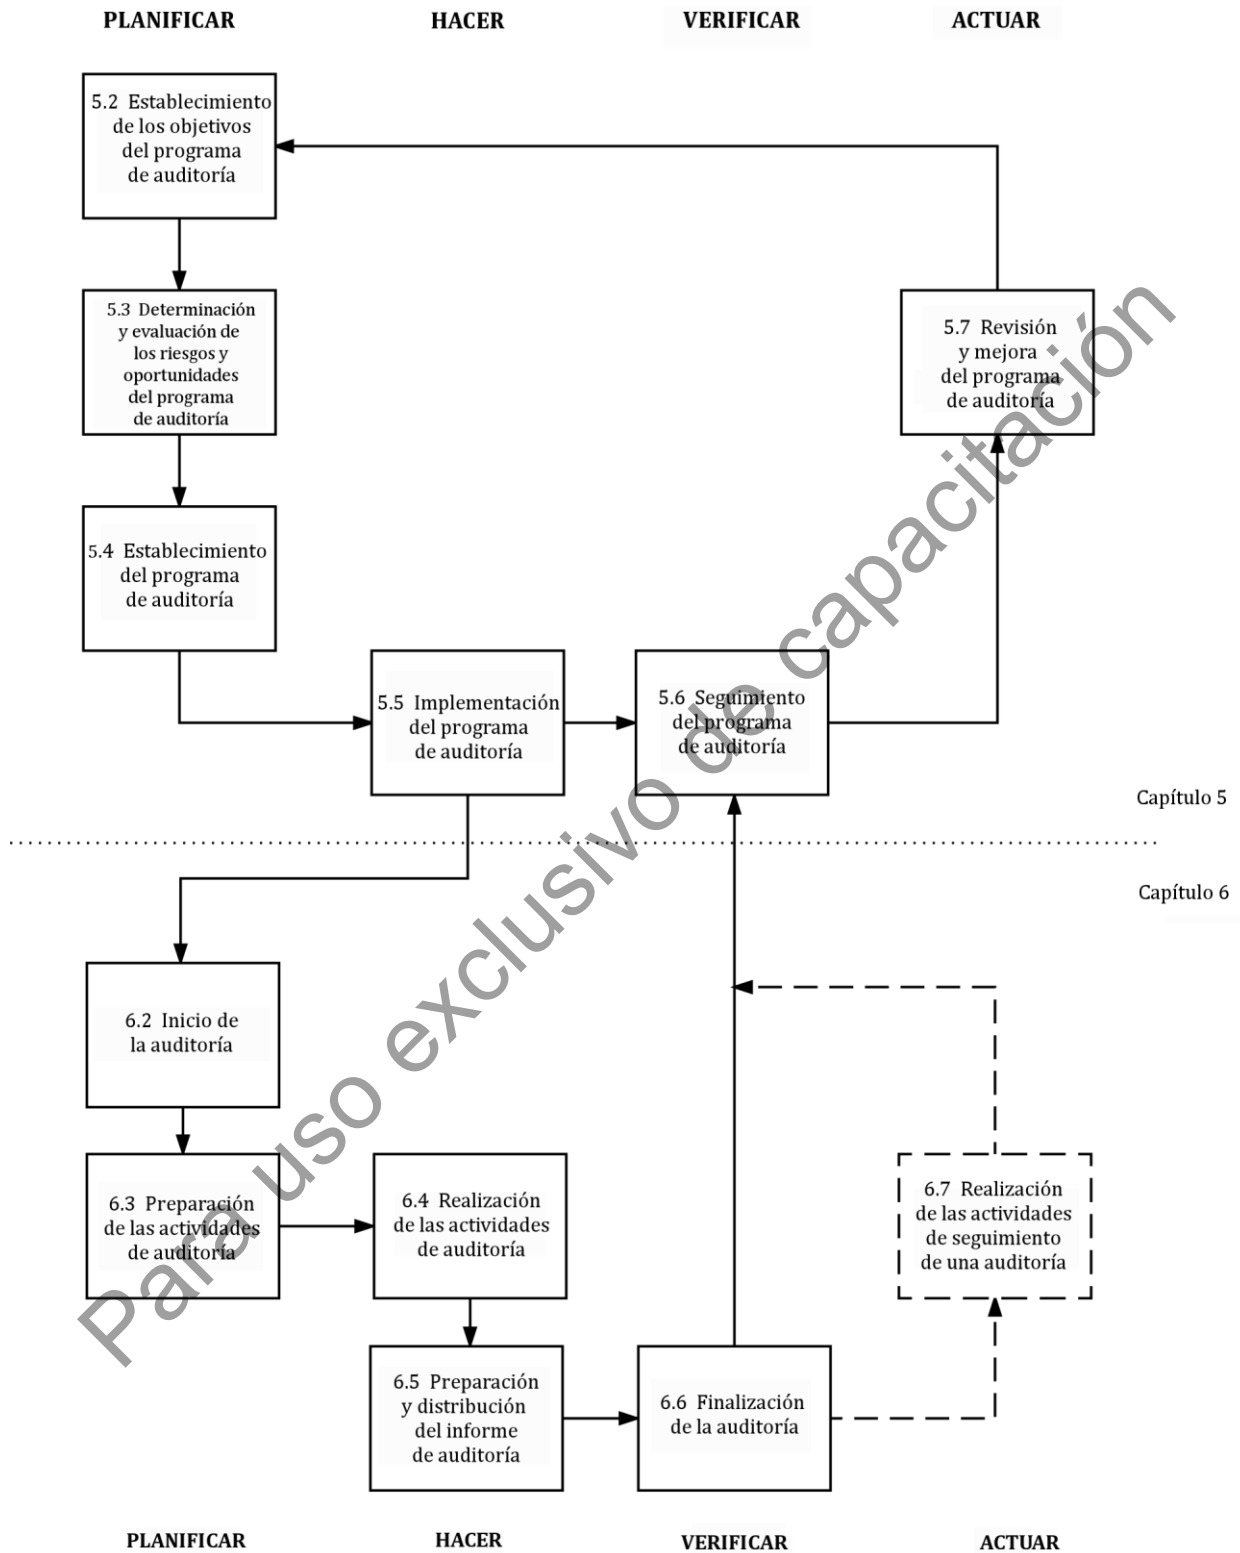 PLANIFICAR
HACER
VERIFICAR
ACTUAR
5.2 Establecimiento
de los objetivos
del programa
de auditoría
5.3 Determinación
y evaluación de
los riesgos y
oportunidades
del programa
de auditoría
5.7 Revisión
y mejora
del programa
de auditoría
5.4 Establecimiento
del programa
de auditoría
5.5 Implementación
del programa
de auditoría
5.6 Seguimiento
del programa
de auditoría
Capítulo 5
Capítulo 6
6.2 Inicio de
la auditoría
6.3 Preparación
de las actividades
de auditoría
6.4 Realización
de las actividades
de auditoría
6.7 Realización
de las actividades
de seguimiento
de una auditoría
6.5 Preparación
y distribución
del informe
de auditoría
6.6 Finalización
de la auditoría
PLANIFICAR
HACER
VERIFICAR
ACTUAR
Para uso exclusivo de capacitación